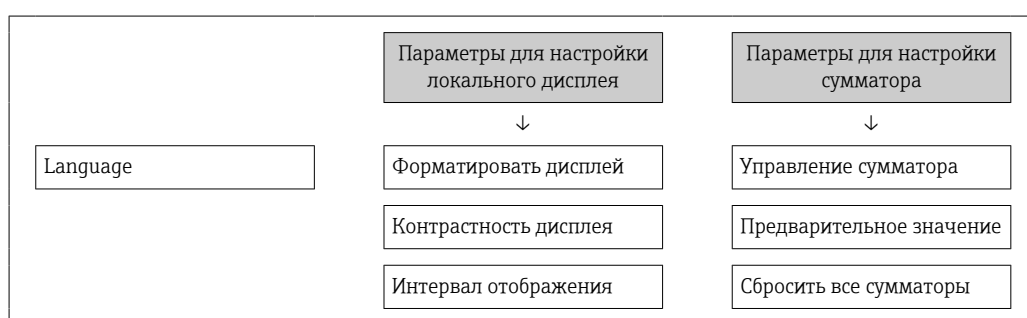 Параметры для настройки
локального дисплея
Параметры для настройки
сумматора
↓
↓
Language
Форматировать дисплей
Управление сумматора
Контрастность дисплея
Предварительное значение
Интервал отображения
Сбросить все сумматоры